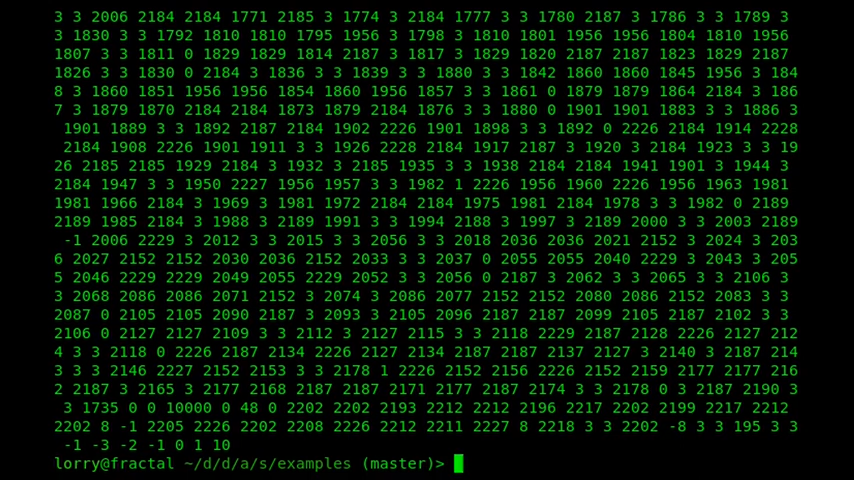 3 3 2006 2184 2184 1771 2185 3 1774 3 2184 1777 3 3 1780 2187 3 1786 3 3 1789 3
3 1830 3 3 1792 1810 1810 1795 1956 3 1798 3 1810 1801 1956 1956 1804 1810 1956
1807 3 3 1811 0 1829 1829 1814 2187 3 1817 3 1829 1820 2187 2187 1823 1829 2187
1826 3 3 1830 0 2184 3 1836 3 3 1839 3 3 1880 3 3 1842 1860 1860 1845 1956 3 184
8 3 1860 1851 1956 1956 1854 1860 1956 1857 3 3 1861 0 1879 1879 1864 2184 3 186
7 3 1879 1870 2184 2184 1873 1879 2184 1876 3 3 1880 0 1901 1901 1883 3 3 1886 3
1901 1889 3 3 1892 2187 2184 1902 2226 1901 1898 3 3 1892 0 2226 2184 1914 2228
2184 1908 2226 1901 1911 3 3 1926 2228 2184 1917 2187 3 1920 3 2184 1923 3 3 19
26 2185 2185 1929 2184 3 1932 3 2185 1935 3 3 1938 2184 2184 1941 1901 3 1944 3
2184 1947 3 3 1950 2227 1956 1957 3 3 1982 1 2226 1956 1960 2226 1956 1963 1981
1981 1966 2184 3 1969 3 1981 1972 2184 2184 1975 1981 2184 1978 3 3 1982 0 2189
2189 1985 2184 3 1988 3 2189 1991 3 3 1994 2188 3 1997 3 2189 2000 3 3 2003 2189
-1 2006 2229 3 2012 3 3 2015 3 3 2056 3 3 2018 2036 2036 2021 2152 3 2024 3 203
6 2027 2152 2152 2030 2036 2152 2033 3 3 2037 0 2055 2055 2040 2229 3 2043 3 205
5 2046 2229 2229 2049 2055 2229 2052 3 3 2056 0 2187 3 2062 3 3 2065 3 3 2106 3
3 2068 2086 2086 2071 2152 3 2074 3 2086 2077 2152 2152 2080 2086 2152 2083 3 3
2087 0 2105 2105 2090 2187 3 2093 3 2105 2096 2187 2187 2099 2105 2187 2102 3 3
2106 0 2127 2127 2109 3 3 2112 3 2127 2115 3 3 2118 2229 2187 2128 2226 2127 212
4 3 3 2118 0 2226 2187 2134 2226 2127 2134 2187 2187 2137 2127 3 2140 3 2187 214
3 3 3 2146 2227 2152 2153 3 3 2178 1 2226 2152 2156 2226 2152 2159 2177 2177 216
2 2187 3 2165 3 2177 2168 2187 2187 2171 2177 2187 2174 3 3 2178 0 3 2187 2190 3
3 1735 0 0 10000 0 48 0 2202 2202 2193 2212 2212 2196 2217 2202 2199 2217 2212
2202 8 -1 2205 2226 2202 2208 2226 2212 2211 2227 8 2218 3 3 2202 -8 3 3 195 3 3
-1 -3 -2 -1 0 1 10
lorry@fractal ~/d/d/a/s/examples (master)>